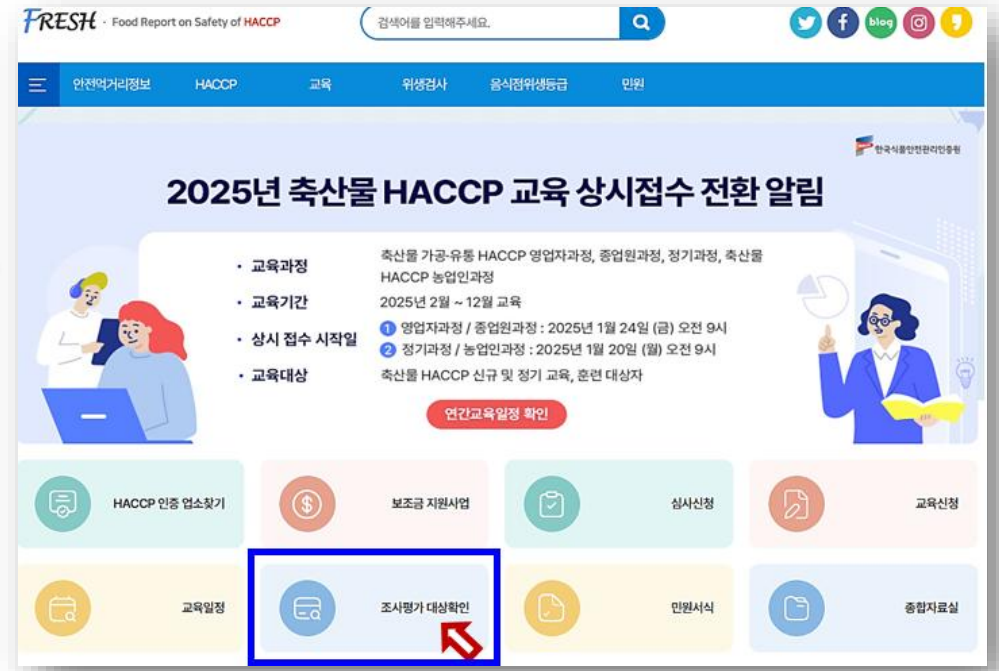 FRESH · Food Report on Safety of HACCP
검색어를 입력해주세요.
blog
안전먹거리정보 HACCP 교육 위생검사 음식점위생등급 민원
한국식품안전관리인증원
2025년 축산물 HACCP 교육 상시접수 전환 알림
• 교육과정 축산물 가공·유통 HACCP 영업자과정, 종업원과정, 정기과정, 축산물
HACCP 농업인과정
• 교육기간 2025년 2월 ~ 12월 교육
• 상시 접수 시작일 1 영업자과정 / 종업원과정 : 2025년 1월 24일 (금) 오전 9시
2 정기과정 / 농업인과정 : 2025년 1월 20일 (월) 오전 9시
• 교육대상 축산물 HACCP 신규 및 정기 교육, 훈련 대상자
연간교육일정 확인
HACCP 인증 업소찾기 보조금 지원사업 심사신청 교육신청
교육일정 조사평가 대상확인 민원서식 종합자료실